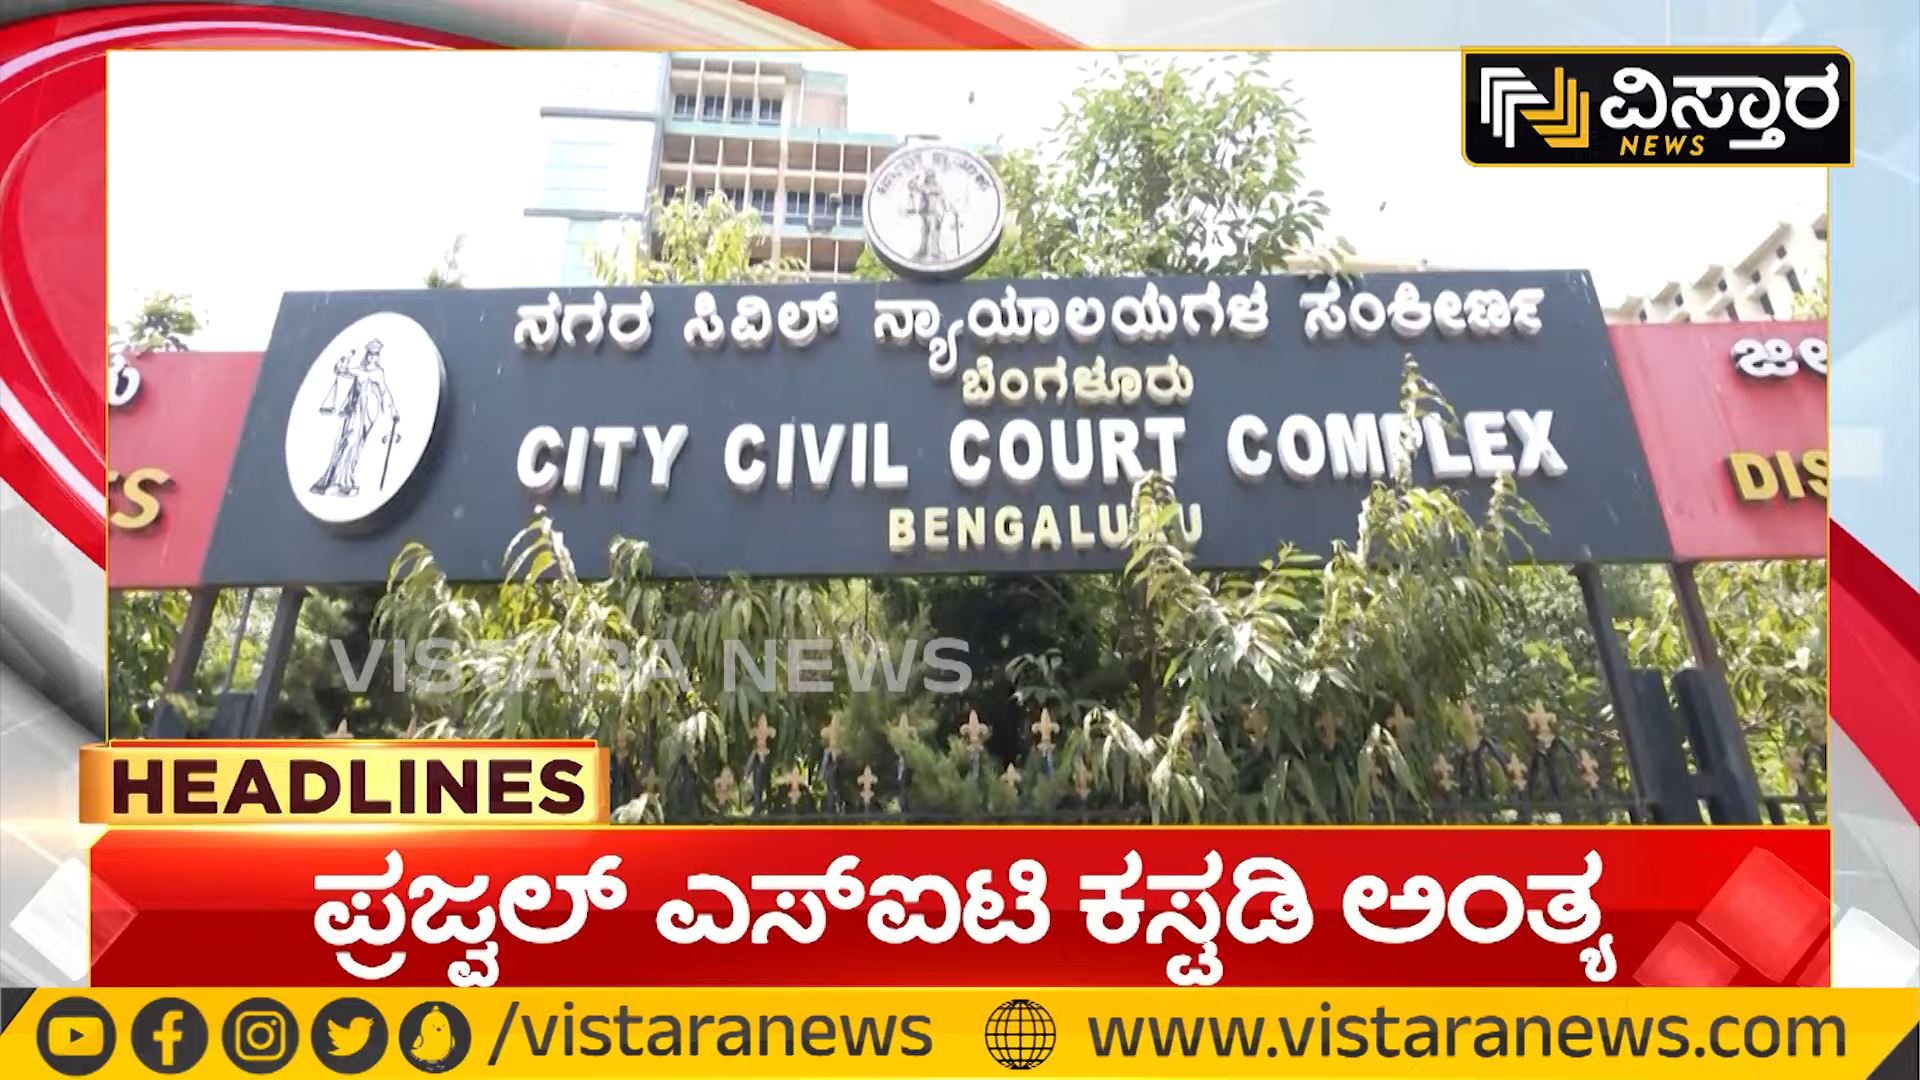 ವಿಸ್ತಾರ
NEWS
ನಗರ ಸಿವಿಲ್ ನ್ಯಾಯಾಲಯಗಳ ಸಂಕೀರ್ಣ
ಬೆಂಗಳೂರು
CITY CIVIL COURT COMPLEX
BENGALURU
VISTARA NEWS
HEADLINES
ಪ್ರಜ್ವಲ್ ಎಸ್ಐಟಿ ಕಸ್ಟಡಿ ಅಂತ್ಯ
/vistaranews www.vistaranews.com